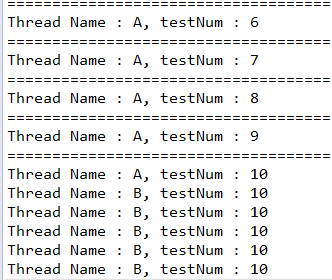 ====================================
Thread Name : A, testNum : 6
====================================
Thread Name : A, testNum : 7
====================================
Thread Name : A, testNum : 8
====================================
Thread Name : A, testNum : 9
====================================
Thread Name : A, testNum : 10
Thread Name : B, testNum : 10
Thread Name : B, testNum : 10
Thread Name : B, testNum : 10
Thread Name : B, testNum : 10
Thread Name : B, testNum : 10